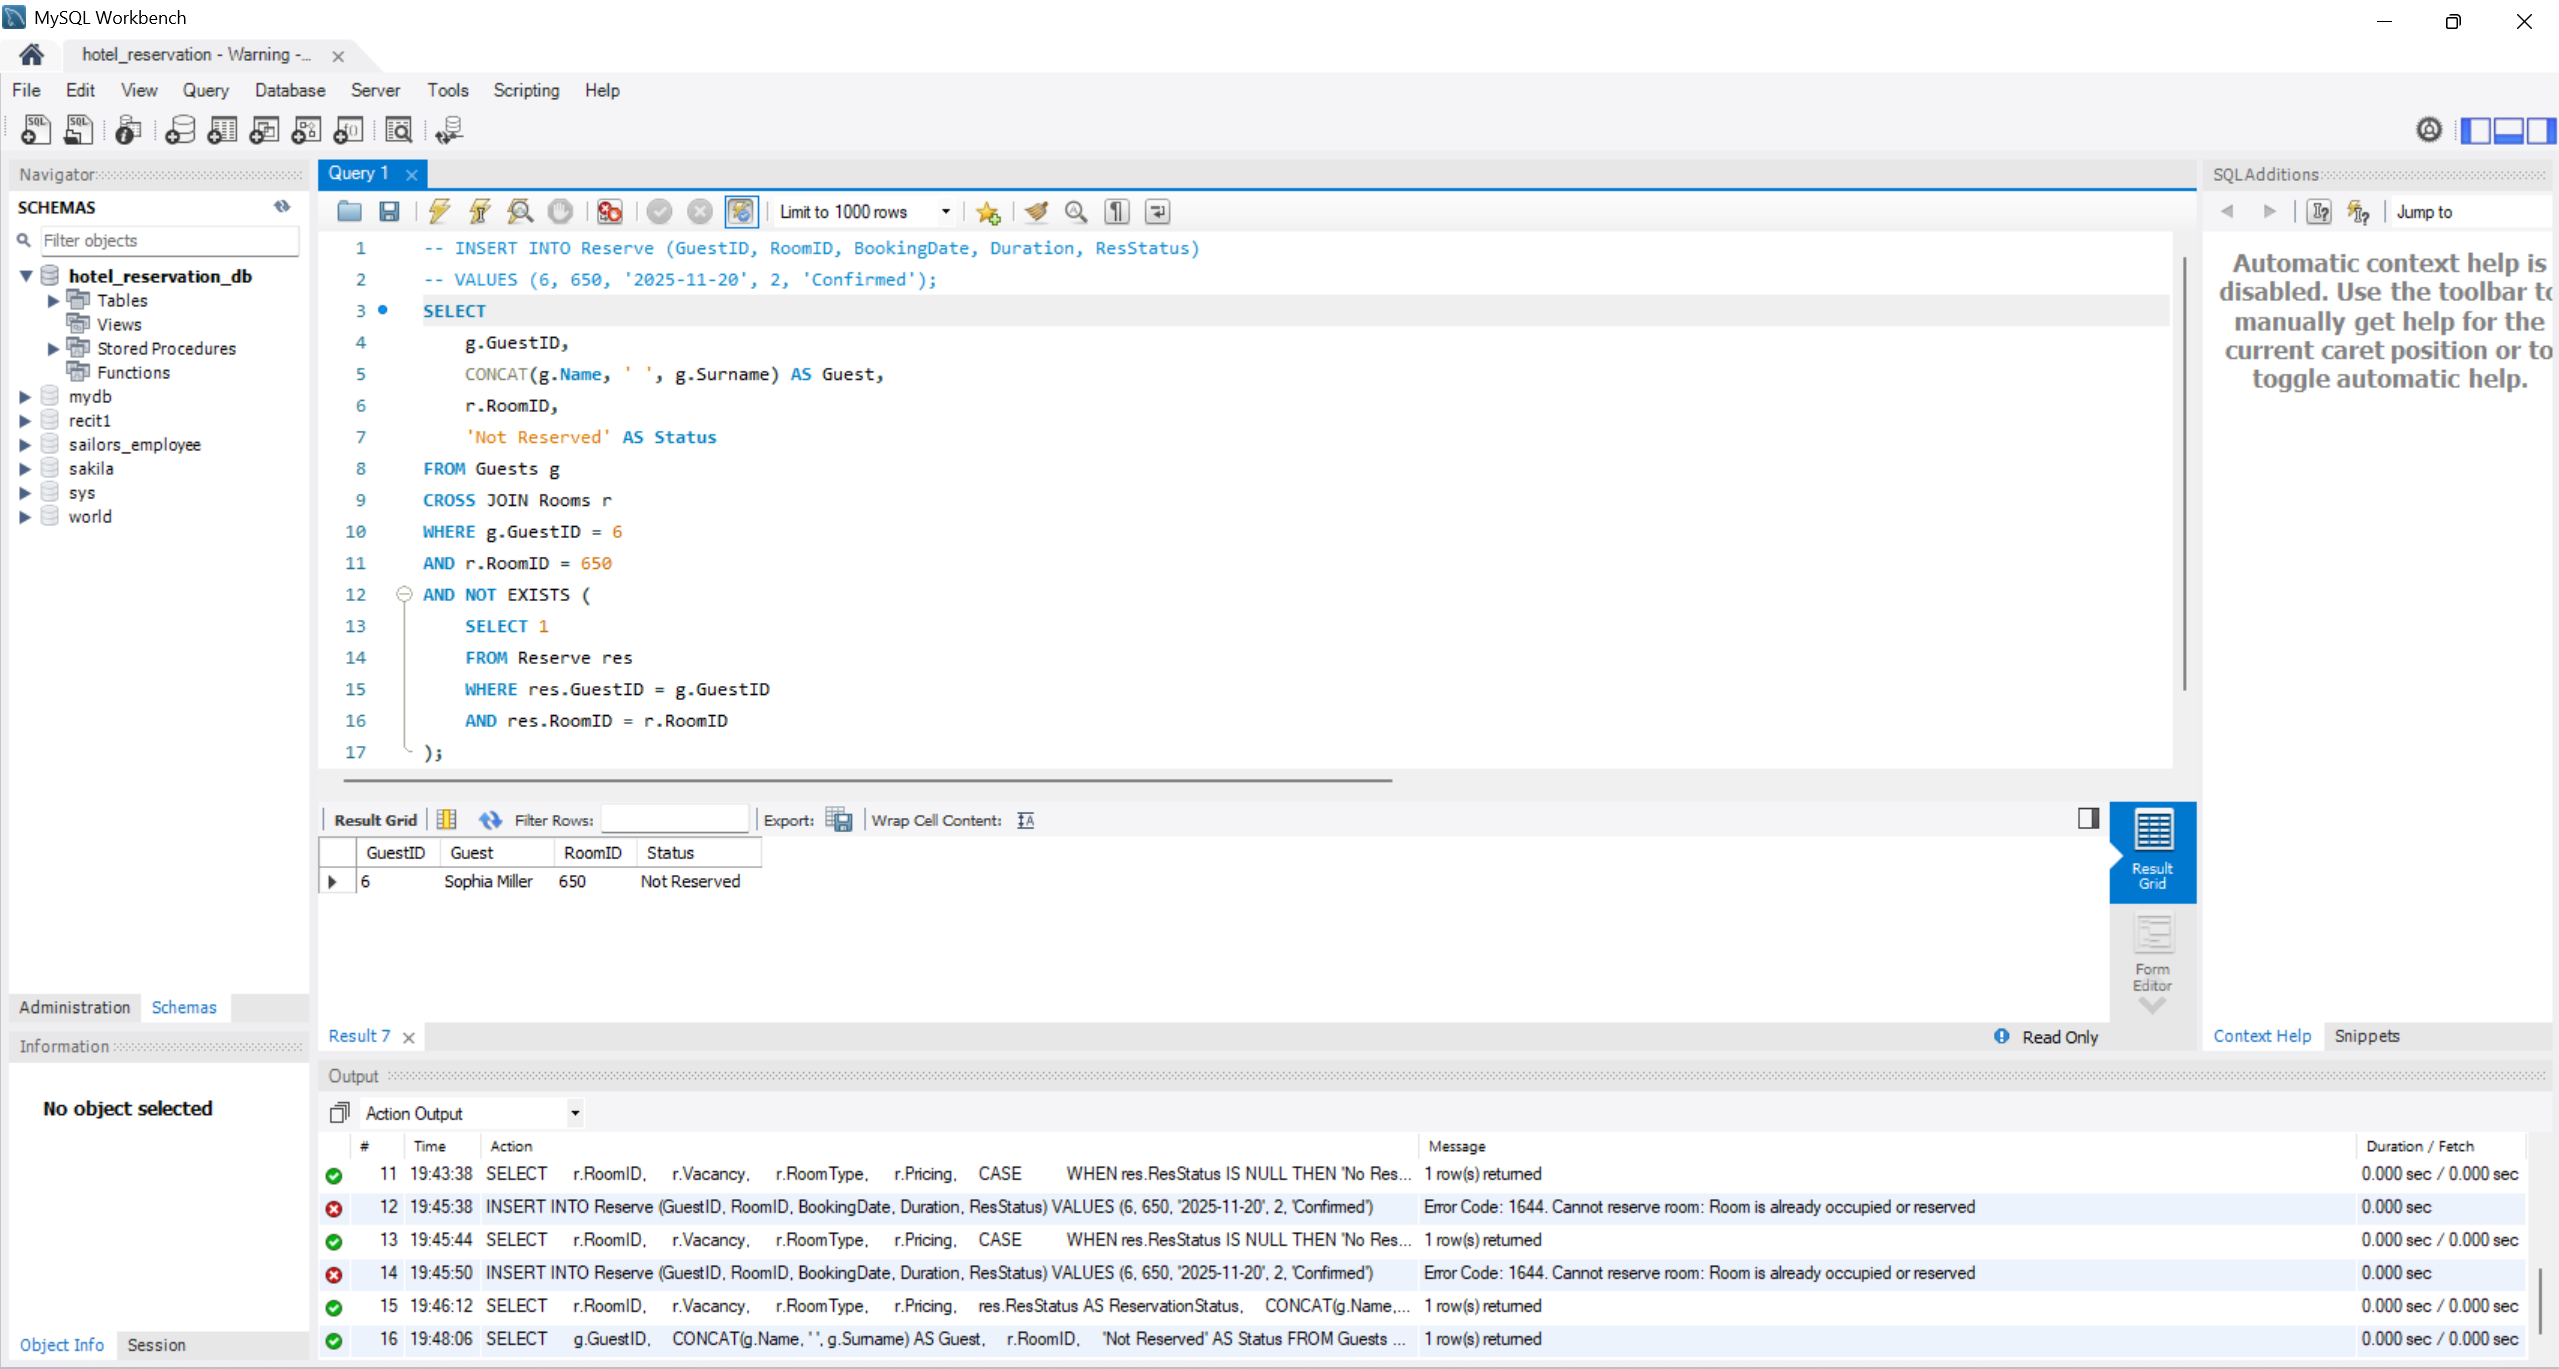 MySQL Workbench
hotel_reservation - Warning -...
File Edit View Query Database Server Tools Scripting Help
Navigator
SCHEMAS
Filter objects
hotel_reservation_db
Tables
Views
Stored Procedures
Functions
mydb
recit1
sailors_employee
sakila
sys
world
Administration Schemas
Information
No object selected
Object Info Session
Query 1
Limit to 1000 rows
1 -- INSERT INTO Reserve (GuestID, RoomID, BookingDate, Duration, ResStatus)
2 -- VALUES (6, 650, '2025-11-20', 2, 'Confirmed');
3 SELECT
4 g.GuestID,
5 CONCAT(g.Name, ' ', g.Surname) AS Guest,
6 r.RoomID,
7 'Not Reserved' AS Status
8 FROM Guests g
9 CROSS JOIN Rooms r
10 WHERE g.GuestID = 6
11 AND r.RoomID = 650
12 AND NOT EXISTS (
13 SELECT 1
14 FROM Reserve res
15 WHERE res.GuestID = g.GuestID
16 AND res.RoomID = r.RoomID
17 );
Result Grid Filter Rows: Export: Wrap Cell Content:
GuestID Guest RoomID Status
6 Sophia Miller 650 Not Reserved
Result Grid
Form Editor
Result 7
Read Only
SQLAdditions
Jump to
Automatic context help is
disabled. Use the toolbar to
manually get help for the
current caret position or to
toggle automatic help.
Context Help Snippets
Output
Action Output
# Time Action Message Duration / Fetch
11 19:43:38 SELECT r.RoomID, r.Vacancy, r.RoomType, r.Pricing, CASE WHEN res.ResStatus IS NULL THEN 'No Res... 1 row(s) returned 0.000 sec / 0.000 sec
12 19:45:38 INSERT INTO Reserve (GuestID, RoomID, BookingDate, Duration, ResStatus) VALUES (6, 650, '2025-11-20', 2, 'Confirmed') Error Code: 1644. Cannot reserve room: Room is already occupied or reserved 0.000 sec
13 19:45:44 SELECT r.RoomID, r.Vacancy, r.RoomType, r.Pricing, CASE WHEN res.ResStatus IS NULL THEN 'No Res... 1 row(s) returned 0.000 sec / 0.000 sec
14 19:45:50 INSERT INTO Reserve (GuestID, RoomID, BookingDate, Duration, ResStatus) VALUES (6, 650, '2025-11-20', 2, 'Confirmed') Error Code: 1644. Cannot reserve room: Room is already occupied or reserved 0.000 sec
15 19:46:12 SELECT r.RoomID, r.Vacancy, r.RoomType, r.Pricing, res.ResStatus AS ReservationStatus, CONCAT(g.Name,... 1 row(s) returned 0.000 sec / 0.000 sec
16 19:48:06 SELECT g.GuestID, CONCAT(g.Name, ' ', g.Surname) AS Guest, r.RoomID, 'Not Reserved' AS Status FROM Guests ... 1 row(s) returned 0.000 sec / 0.000 sec